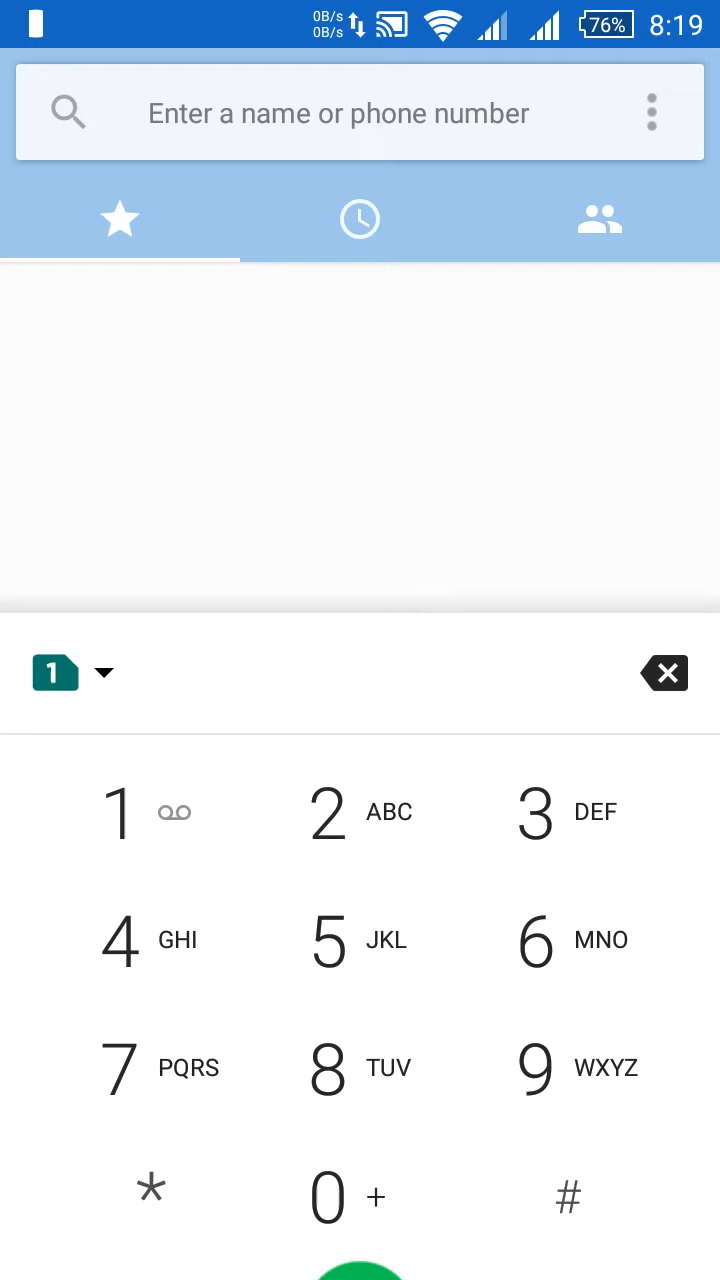 0B/s
0B/s
76% 8:19
Enter a name or phone number
1
1
2 ABC
3 DEF
4 GHI
5 JKL
6 MNO
7 PQRS
8 TUV
9 WXYZ
*
0 +
#